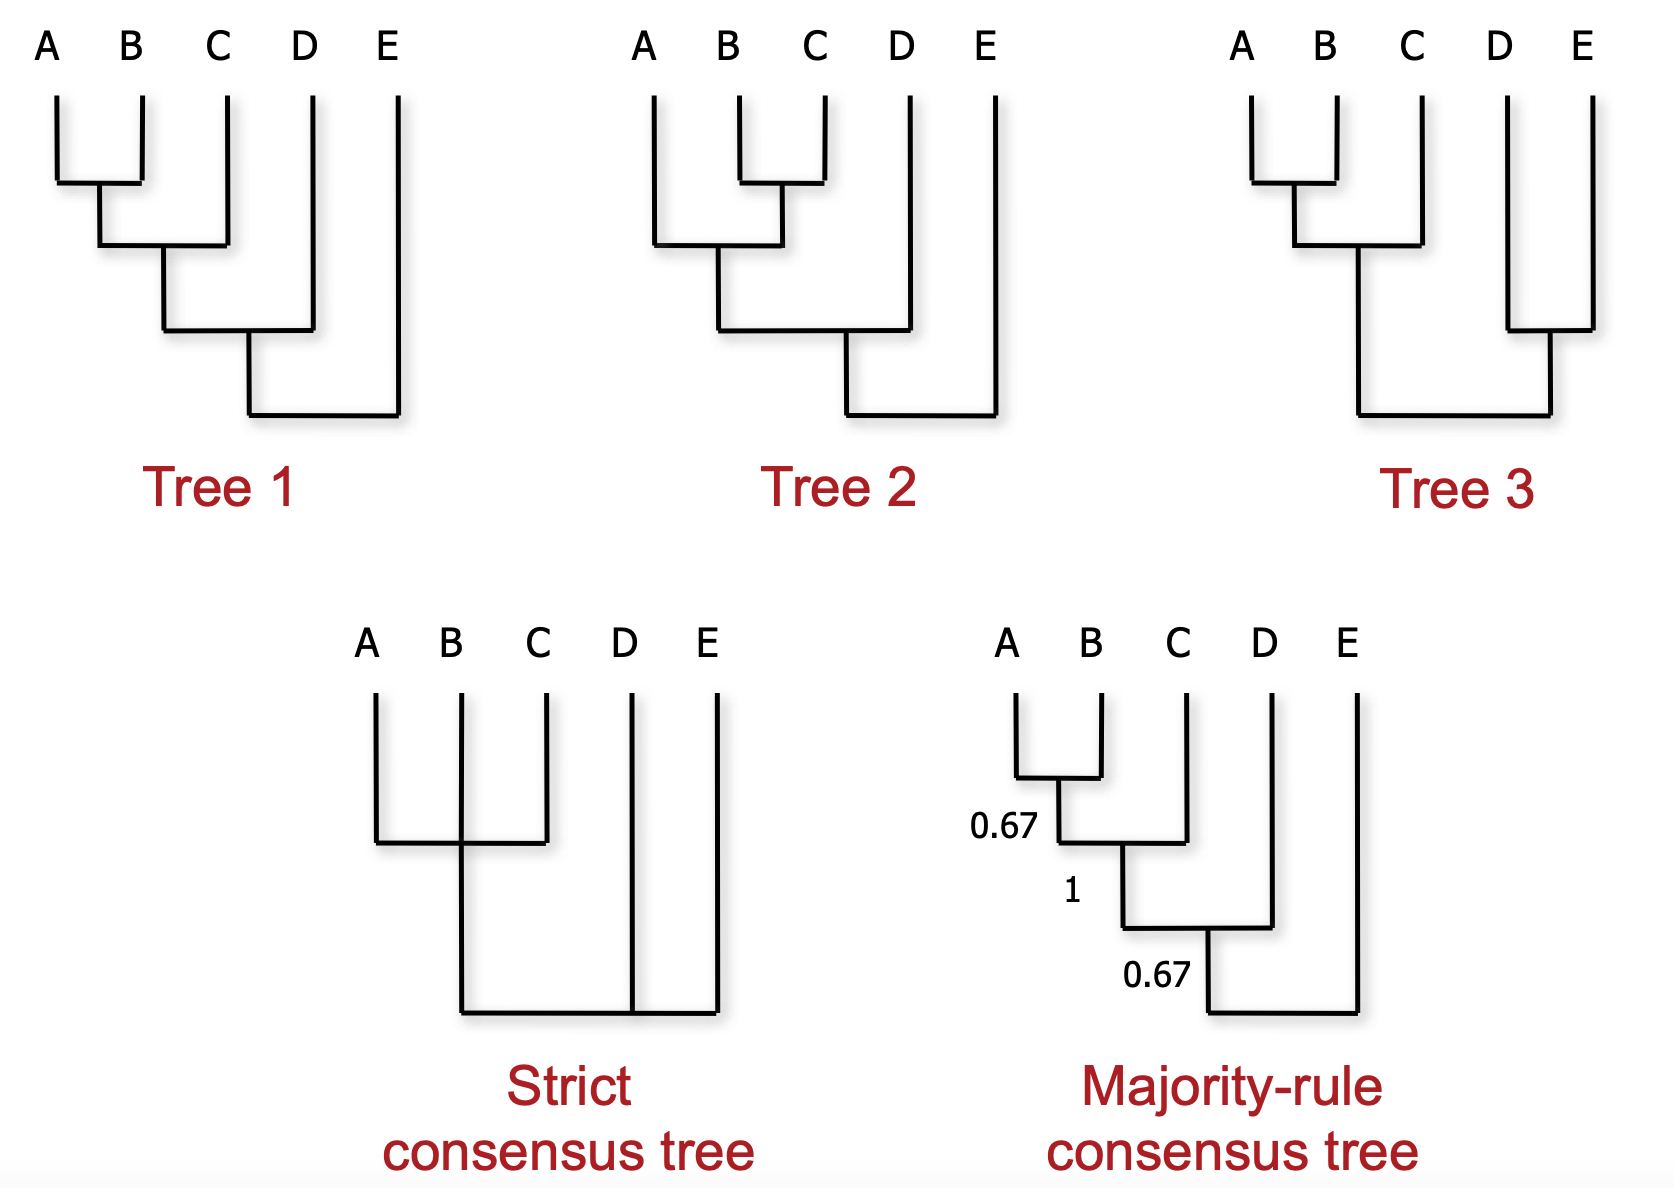 A B C D E
A B C D E
A B C D E
Tree 1
Tree 2
Tree 3
A B C D E
A B C D E
0.67
1
0.67
Strict
consensus tree
Majority-rule
consensus tree